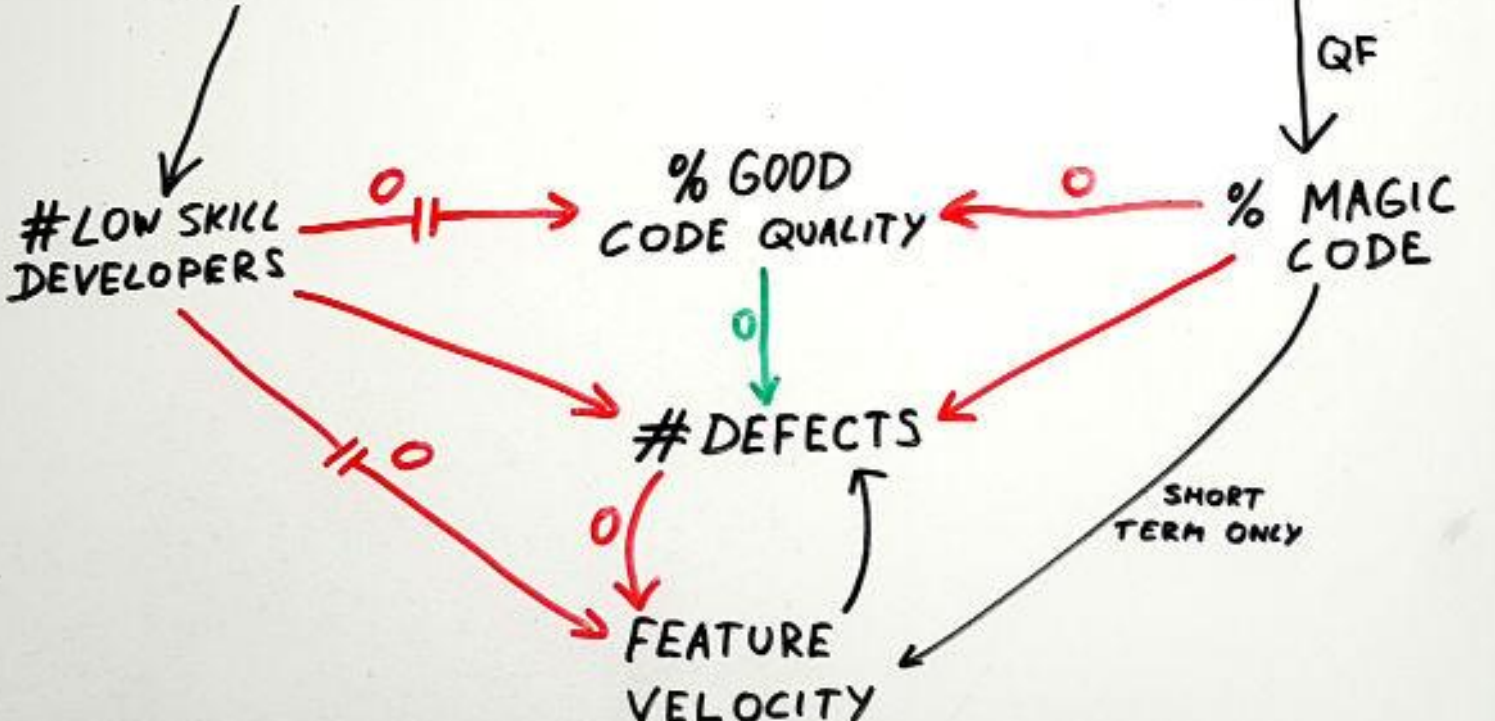 QF
O
% GOOD
CODE QUALITY
O
% MAGIC
CODE
# LOW SKILL
DEVELOPERS
O
# DEFECTS
O
O
SHORT
TERM ONLY
FEATURE
VELOCITY